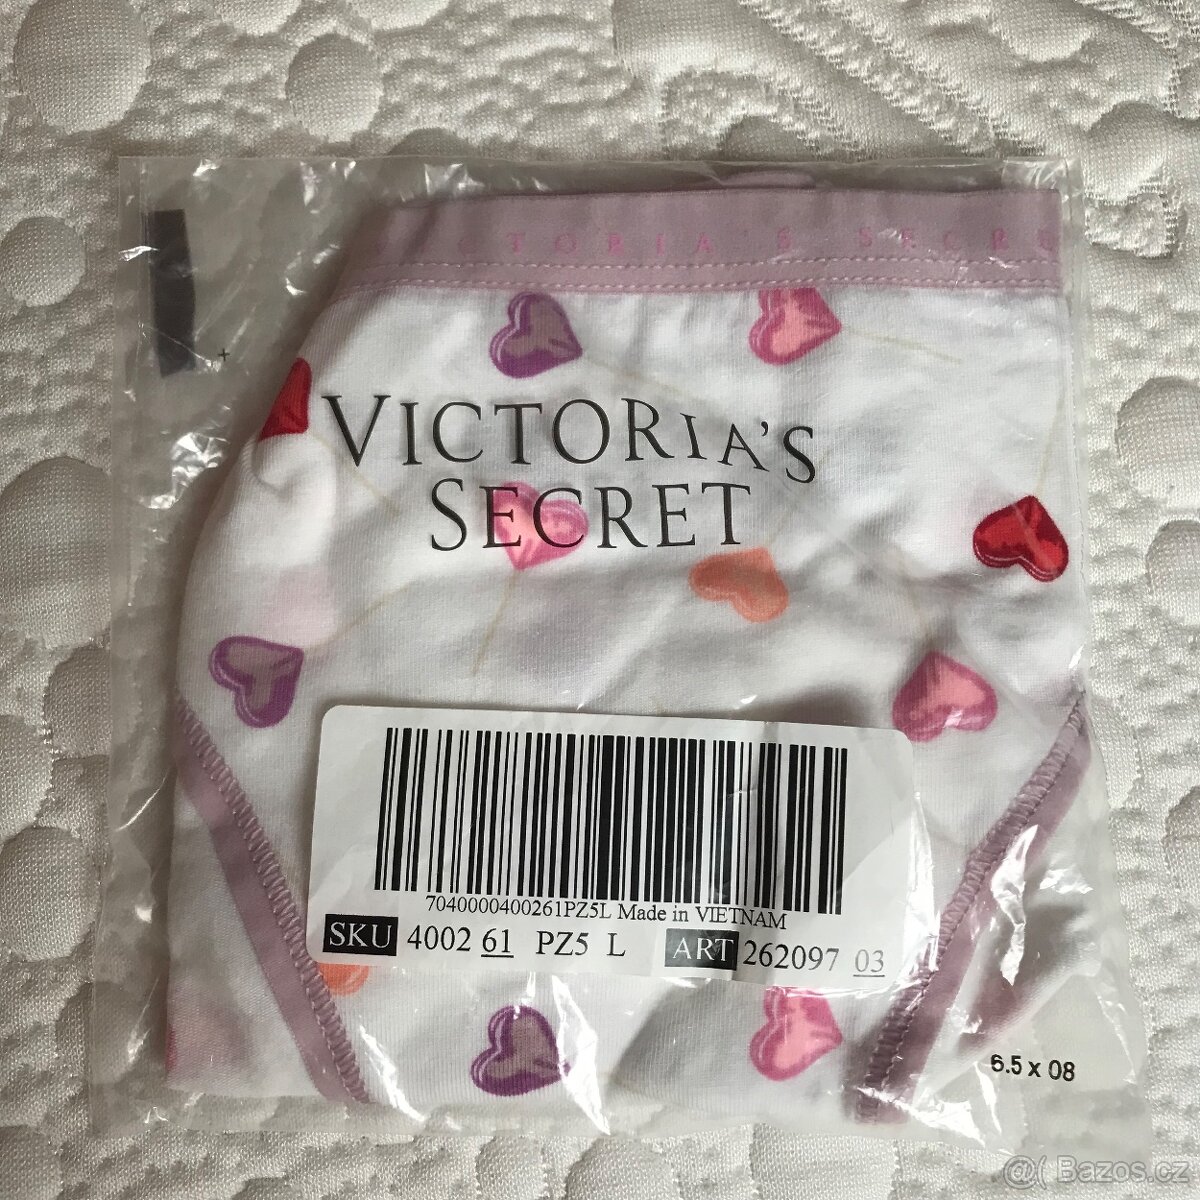 VICTORIA'S SECRE
VICTORIA'S
SECRET
7040000400261PZ5L Made in VIETNAM
SKU 4002 61 PZ5 L ART 262097 03
6.5 x 08
@( Bazos.cz